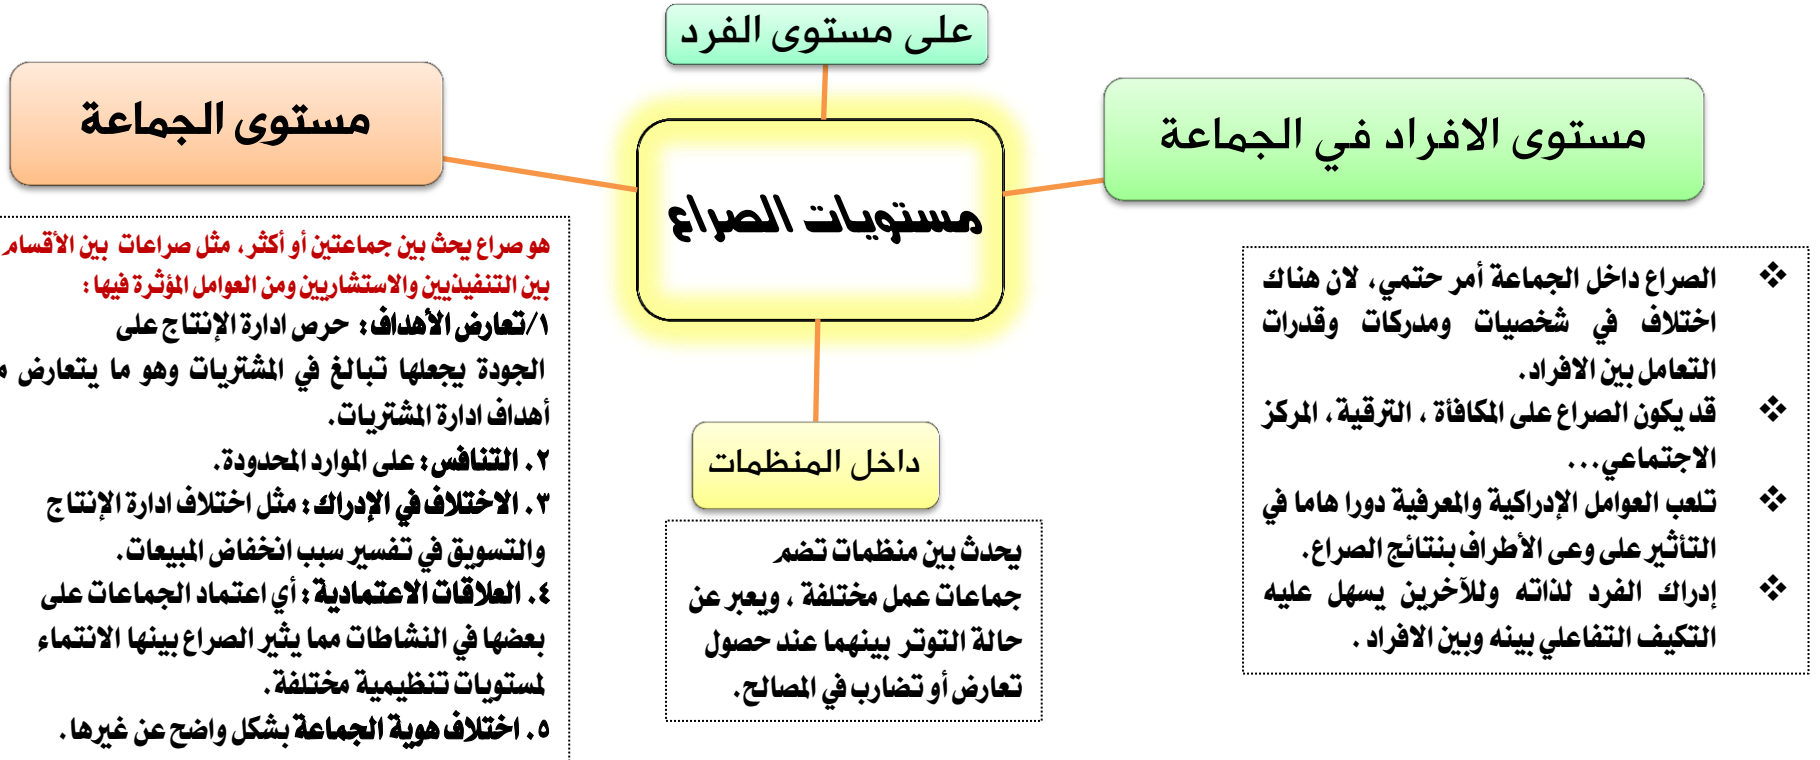 على مستوى الفرد
مستوى الافراد في الجماعة
مستوى الجماعة
مستويات الصراع
داخل المنظمات
❖ الصراع داخل الجماعة أمر حتمي، لان هناك
اختلاف في شخصيات ومدركات وقدرات
التعامل بين الافراد.
❖ قد يكون الصراع على المكافأة ، الترقية ، المركز
الاجتماعي...
❖ تلعب العوامل الإدراكية والمعرفية دورا هاما في
التأثير على وعى الأطراف بنتائج الصراع.
❖ إدراك الفرد لذاته وللآخرين يسهل عليه
التكيف التفاعلي بينه وبين الافراد .
يحدث بين منظمات تضم
جماعات عمل مختلفة ، ويعبر عن
حالة التوتر بينهما عند حصول
تعارض أو تضارب في المصالح.
هو صراع يحث بين جماعتين أو أكثر، مثل صراعات بين الأقسام
بين التنفيذيين والاستشاريين ومن العوامل المؤثرة فيها :
١/تعارض الأهداف: حرص ادارة الإنتاج على
الجودة يجعلها تبالغ في المشتريات وهو ما يتعارض
أهداف ادارة المشتريات.
٢. التنافس: على الموارد المحدودة.
٣. الاختلاف في الإدراك: مثل اختلاف ادارة الإنتاج
والتسويق في تفسير سبب انخفاض المبيعات.
٤. العلاقات الاعتمادية: أي اعتماد الجماعات على
بعضها في النشاطات مما يثير الصراع بينها الانتماء
لمستويات تنظيمية مختلفة.
٥. اختلاف هوية الجماعة بشكل واضح عن غيرها.